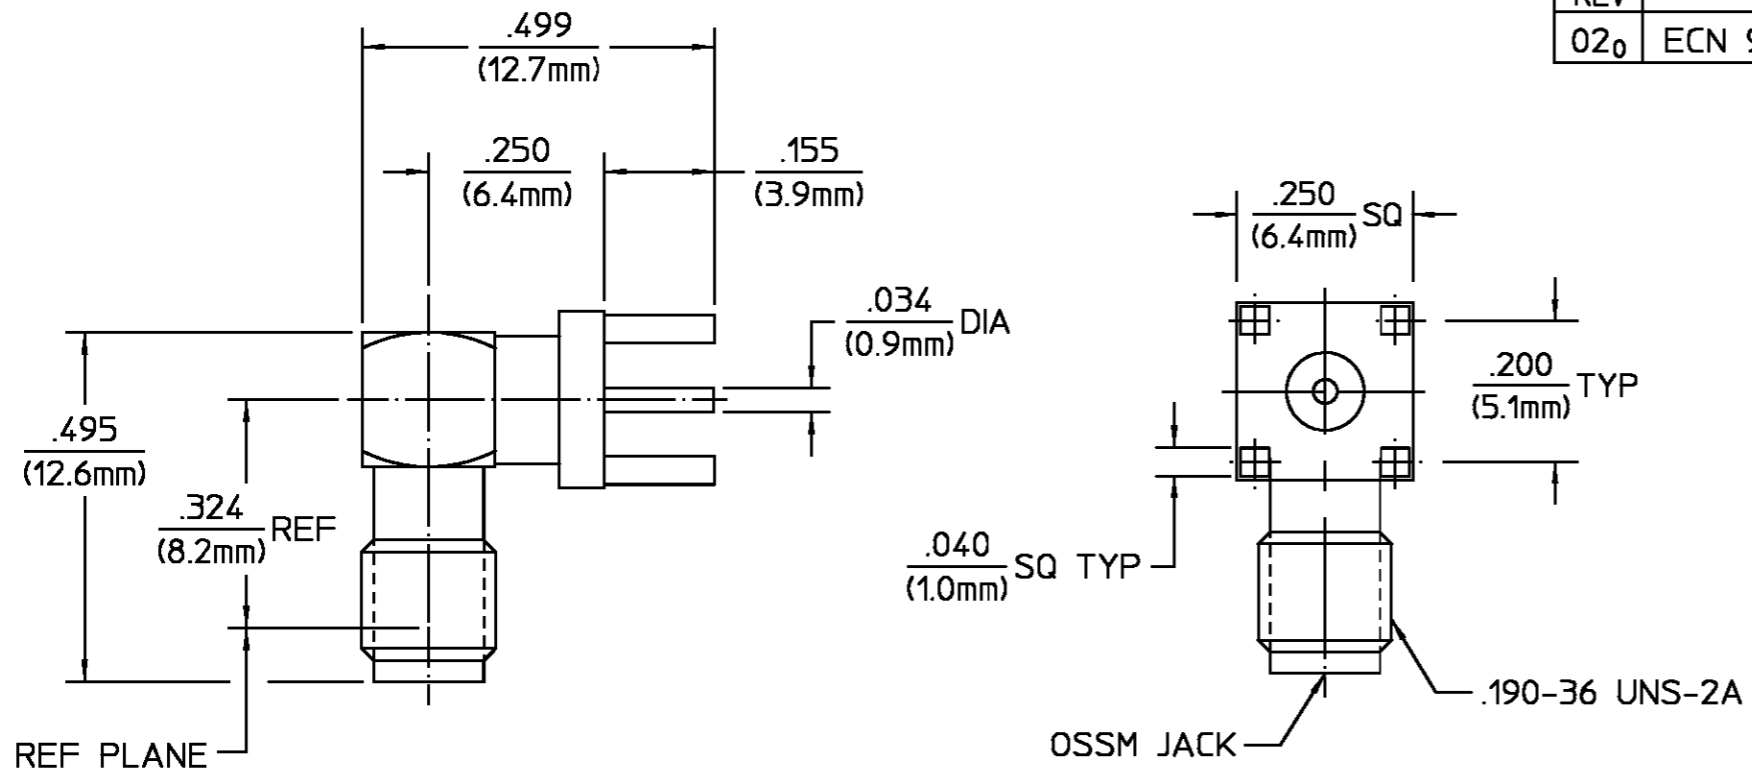 02₀ ECN
.499
(12.7mm)
.250
(6.4mm)
.155
(3.9mm)
.250
(6.4mm) SQ
.034
(0.9mm) DIA
.200
(5.1mm) TYP
.495
(12.6mm)
.324
(8.2mm) REF
.040
(1.0mm) SQ TYP
.190-36 UNS-2A
OSSM JACK
REF PLANE